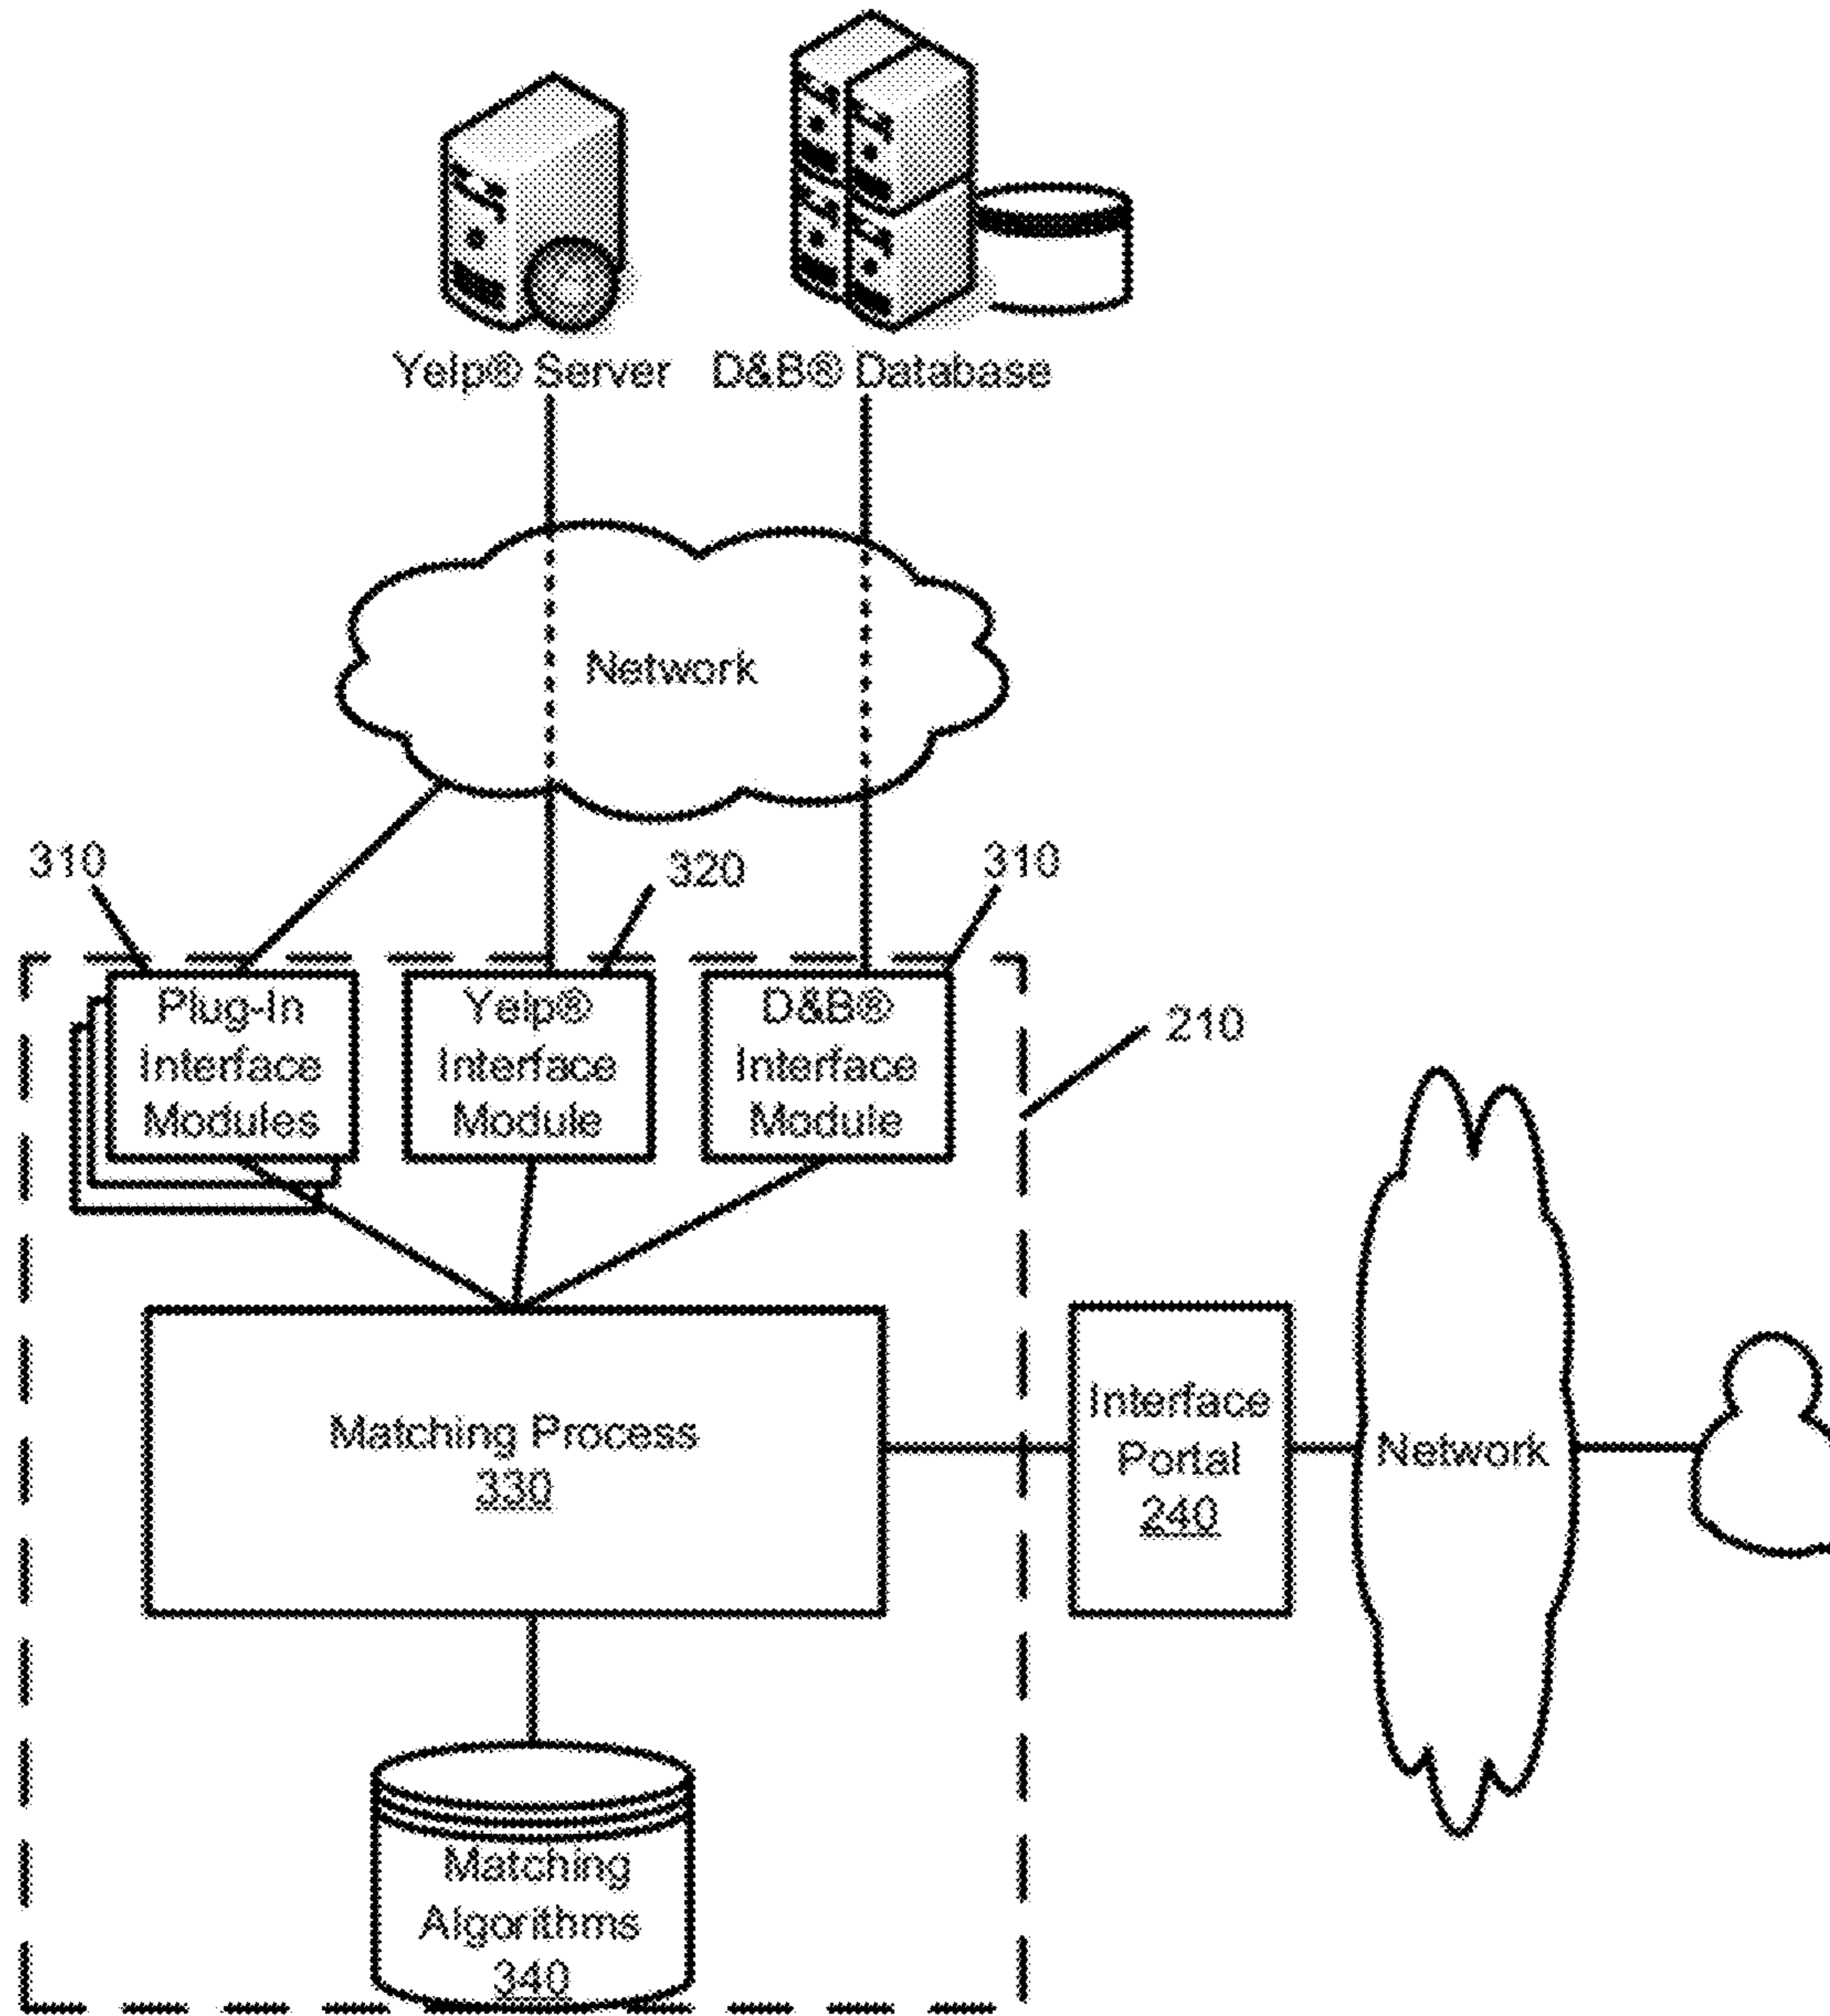 Yelp® Server
D&B® Database
Network
310
320
310
Plug-In
Interface
Modules
Yelp®
Interface
Module
D&B®
Interface
Module
210
Matching Process
330
Interface
Portal
240
Network
Matching
Algorithms
340